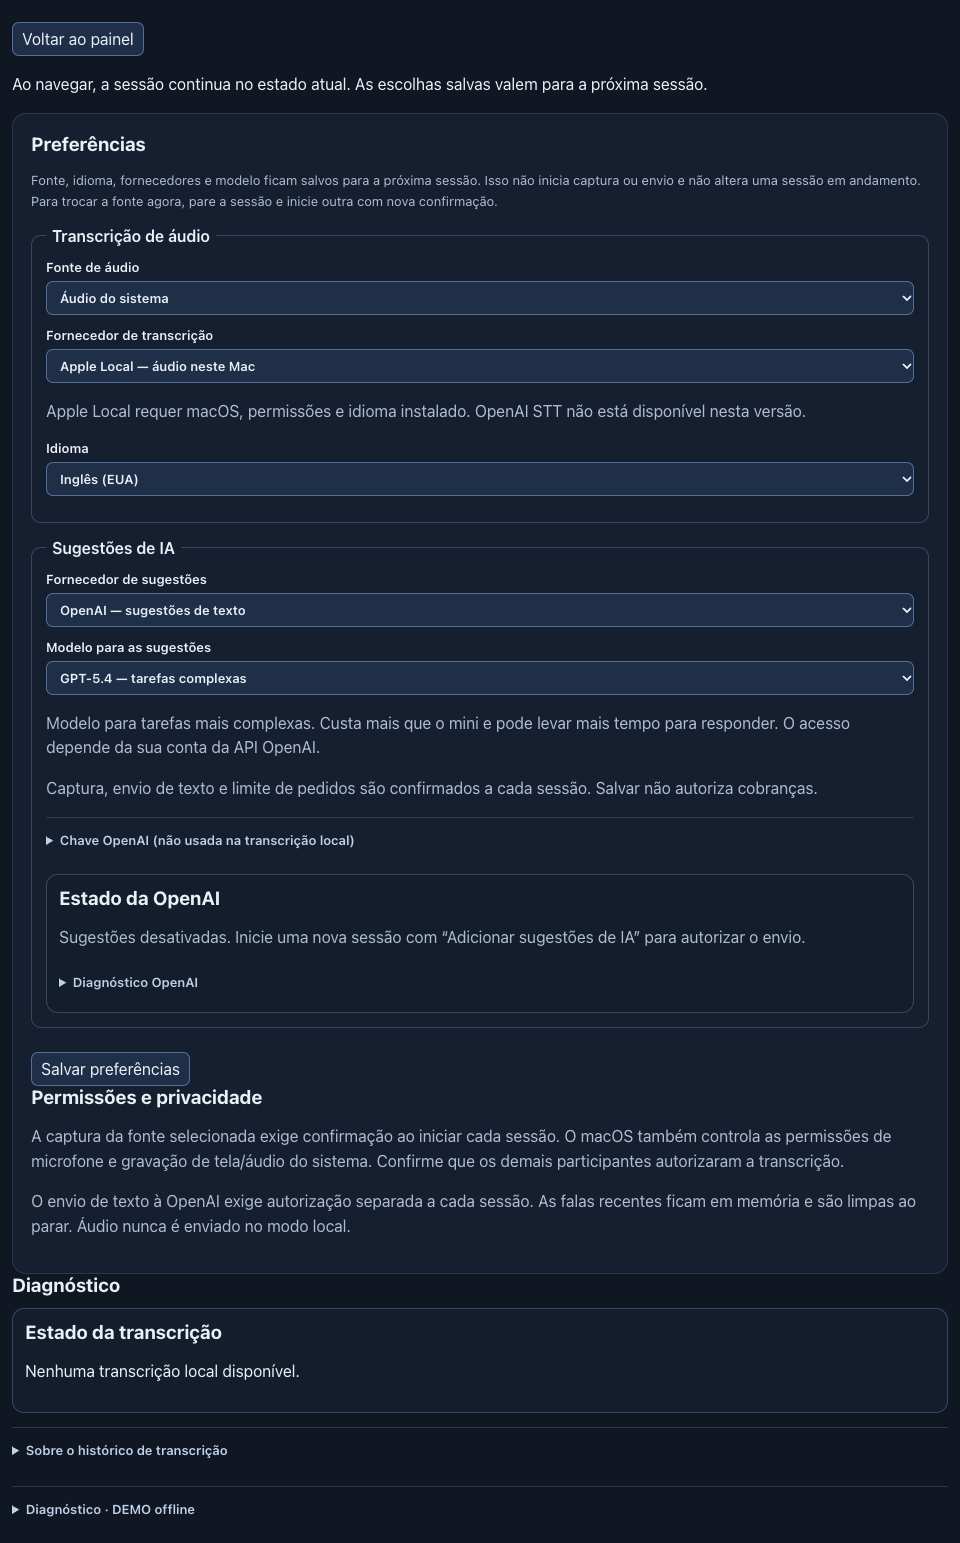 Voltar ao painel
Ao navegar, a sessão continua no estado atual. As escolhas salvas valem para a próxima sessão.
Preferências
Fonte, idioma, fornecedores e modelo ficam salvos para a próxima sessão. Isso não inicia captura ou envio e não altera uma sessão em andamento.
Para trocar a fonte agora, pare a sessão e inicie outra com nova confirmação.
Transcrição de áudio
Fonte de áudio
Áudio do sistema
Fornecedor de transcrição
Apple Local — áudio neste Mac
Apple Local requer macOS, permissões e idioma instalado. OpenAI STT não está disponível nesta versão.
Idioma
Inglês (EUA)
Sugestões de IA
Fornecedor de sugestões
OpenAI — sugestões de texto
Modelo para as sugestões
GPT-5.4 — tarefas complexas
Modelo para tarefas mais complexas. Custa mais que o mini e pode levar mais tempo para responder. O acesso
depende da sua conta da API OpenAI.
Captura, envio de texto e limite de pedidos são confirmados a cada sessão. Salvar não autoriza cobranças.
Chave OpenAI (não usada na transcrição local)
Estado da OpenAI
Sugestões desativadas. Inicie uma nova sessão com “Adicionar sugestões de IA” para autorizar o envio.
Diagnóstico OpenAI
Salvar preferências
Permissões e privacidade
A captura da fonte selecionada exige confirmação ao iniciar cada sessão. O macOS também controla as permissões de
microfone e gravação de tela/áudio do sistema. Confirme que os demais participantes autorizaram a transcrição.
O envio de texto à OpenAI exige autorização separada a cada sessão. As falas recentes ficam em memória e são limpas ao
parar. Áudio nunca é enviado no modo local.
Diagnóstico
Estado da transcrição
Nenhuma transcrição local disponível.
Sobre o histórico de transcrição
Diagnóstico · DEMO offline